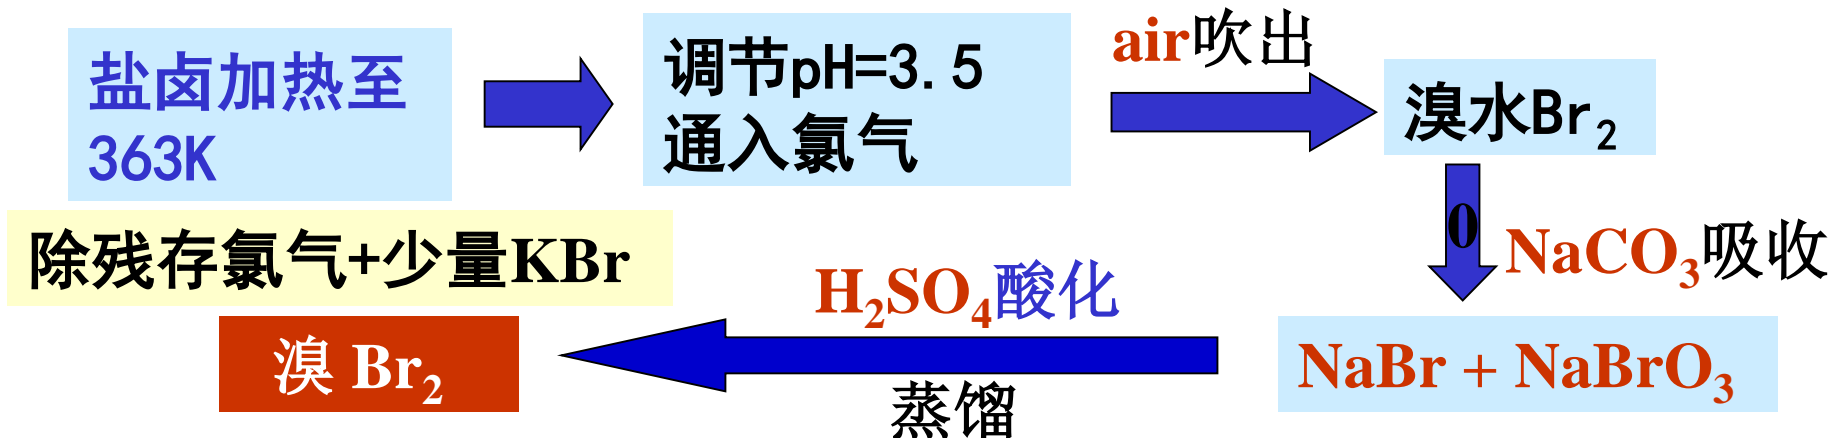 盐卤加热至
363K
调节pH=3.5
通入氯气
air吹出
溴水Br₂
0
NaCO₃吸收
NaBr + NaBrO₃
H₂SO₄酸化
蒸馏
除残存氯气+少量KBr
溴 Br₂